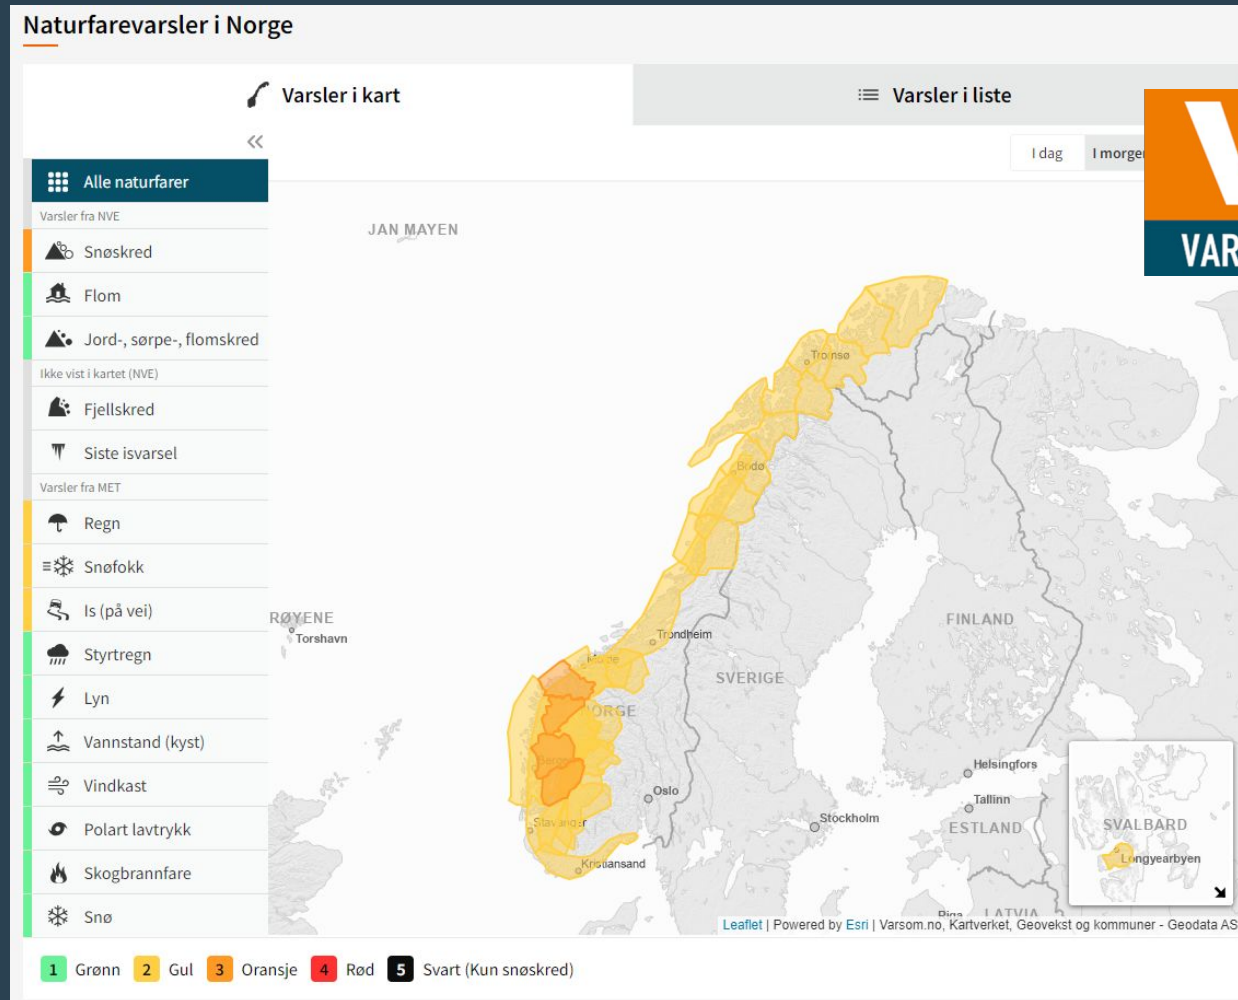 Naturfarevarsler i Norge
Varsler i kart
Varsler i liste
I dag
I morgen
Alle naturfarer
Varsler fra NVE
Snøskred
Flom
Jord-, sørpe-, flomskred
Ikke vist i kartet (NVE)
Fjellskred
Siste isvarsel
Varsler fra MET
Regn
Snøfokk
Is (på vei)
Styrtregn
Lyn
Vannstand (kyst)
Vindkast
Polart lavtrykk
Skogbrannfare
Snø
VAR
JAN MAYEN
Tromsø
Bodø
RØYENE
Torshavn
Trondheim
FINLAND
SVERIGE
NORGE
Bergen
Oslo
Helsingfors
Tallinn
Stockholm
ESTLAND
Stavanger
Kristiansand
SVALBARD
Longyearbyen
Riga
LATVIA
Leaflet | Powered by Esri | Varsom.no, Kartverket, Geovekst og kommuner - Geodata AS
1 Grønn 2 Gul 3 Oransje 4 Rød 5 Svart (Kun snøskred)